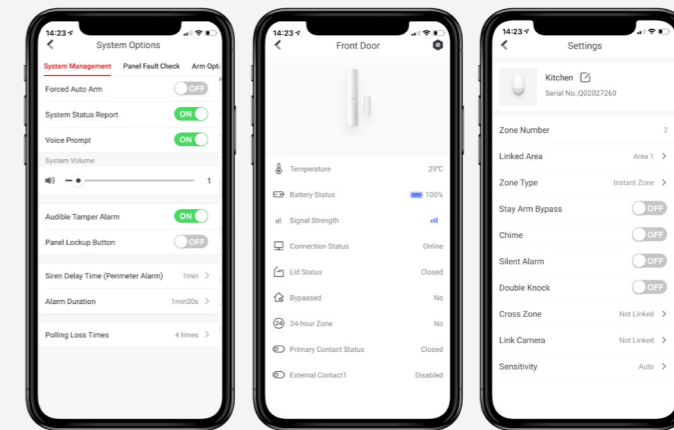 14:23
System Options
System Management Panel Fault Check Arm Opti
Forced Auto Arm OFF
System Status Report ON
Voice Prompt ON
System Volume
1
Audible Tamper Alarm ON
Panel Lockup Button OFF
Siren Delay Time (Perimeter Alarm) 1min
Alarm Duration 1min30s
Polling Loss Times 4 times
14:23
Front Door
Temperature 29°C
Battery Status 100%
Signal Strength
Connection Status Online
Lid Status Closed
Bypassed No
24 24-hour Zone No
Primary Contact Status Closed
External Contact1 Disabled
14:23
Settings
Kitchen
Serial No.:Q02027260
Zone Number 2
Linked Area Area 1
Zone Type Instant Zone
Stay Arm Bypass OFF
Chime OFF
Silent Alarm OFF
Double Knock OFF
Cross Zone Not Linked
Link Camera Not Linked
Sensitivity Auto